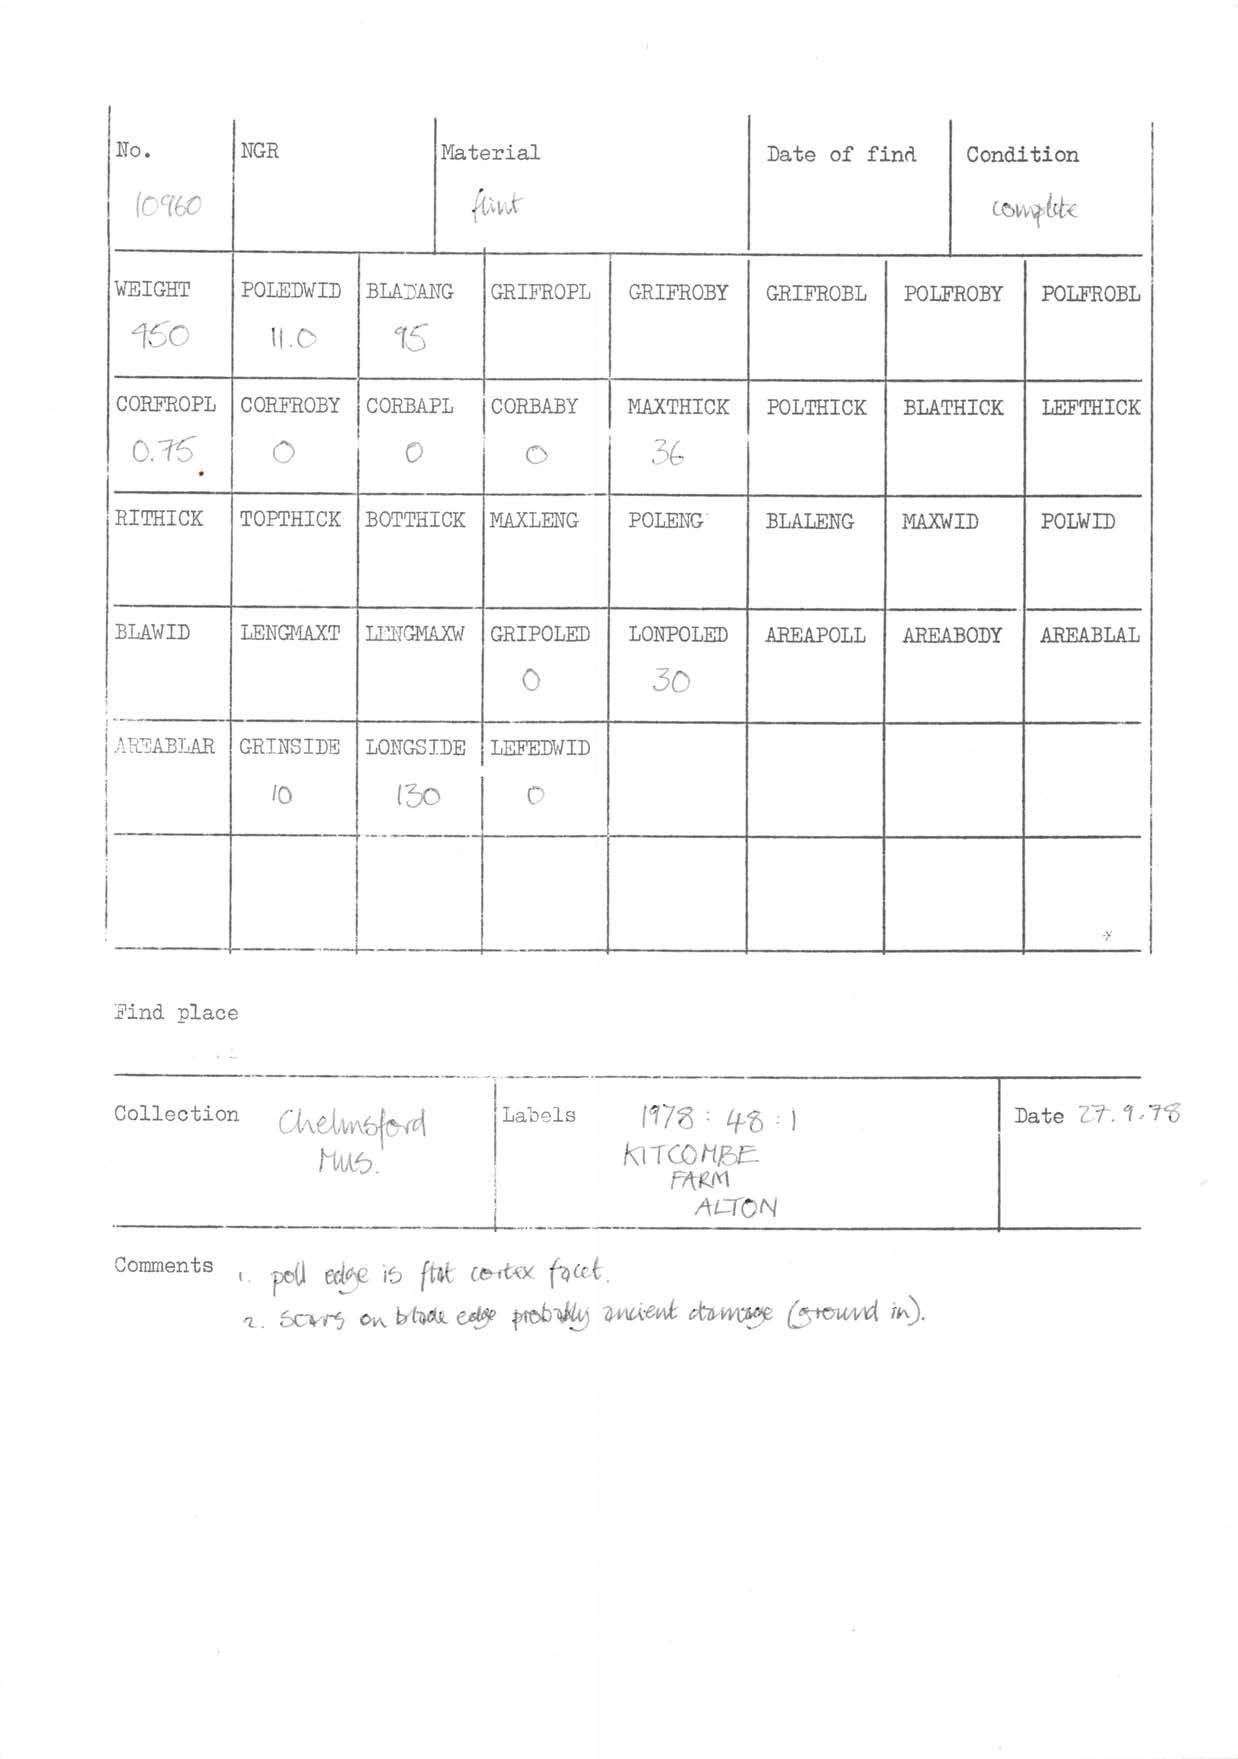 No. NGR Material Date of find Condition
10960 flint complete
WEIGHT POLEDWID BLADANG GRIFROPL GRIFROBY GRIFROBL POLFROBY POLFROBL
450 11.0 95
CORFROPL CORFROBY CORBAPL CORBABY MAXTHICK POLTHICK BLATHICK LEFTHICK
0.75 0 0 0 36
RITHICK TOPTHICK BOTTHICK MAXLENG POLENG BLALENG MAXWID POLWID
BLAWID LENGMAXT LENGMAXW GRIPOLED LONPOLED AREAPOLL AREABODY AREABLAL
0 30
AREABLAR GRINSIDE LONGSIDE LEFEDWID
10 130 0
Find place
Collection Chelmsford Labels 1978 : 48 : 1 Date 27.9.78
Mus. KITCOMBE
FARM
ALTON
Comments 1. poll edge is flat cortex facet.
2. scars on blade edge probably ancient damage (ground in).